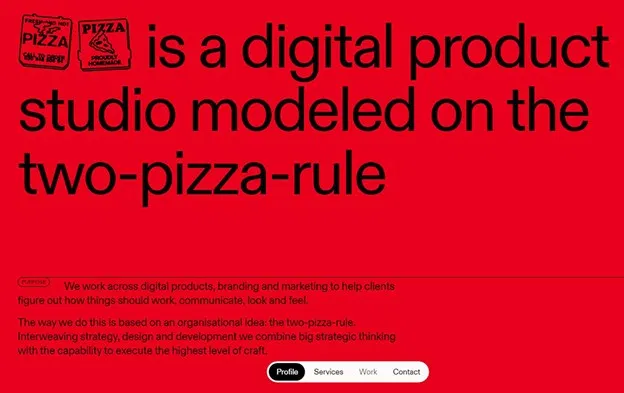 PIZZA
PIZZA
PROUDLY
HOMEMADE
is a digital product
studio modeled on the
two-pizza-rule
We work across digital products, branding and marketing to help clients
figure out how things should work, communicate, look and feel.
The way we do this is based on an organisational idea: the two-pizza-rule.
Interweaving strategy, design and development we combine big strategic thinking
with the capability to execute the highest level of craft.
Profile Services Work Contact